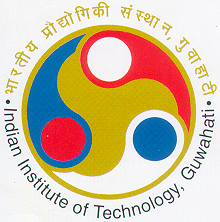 भारतीय प्रौद्योगिकी संस्थान, गुवाहाटी
Indian Institute of Technology, Guwahati